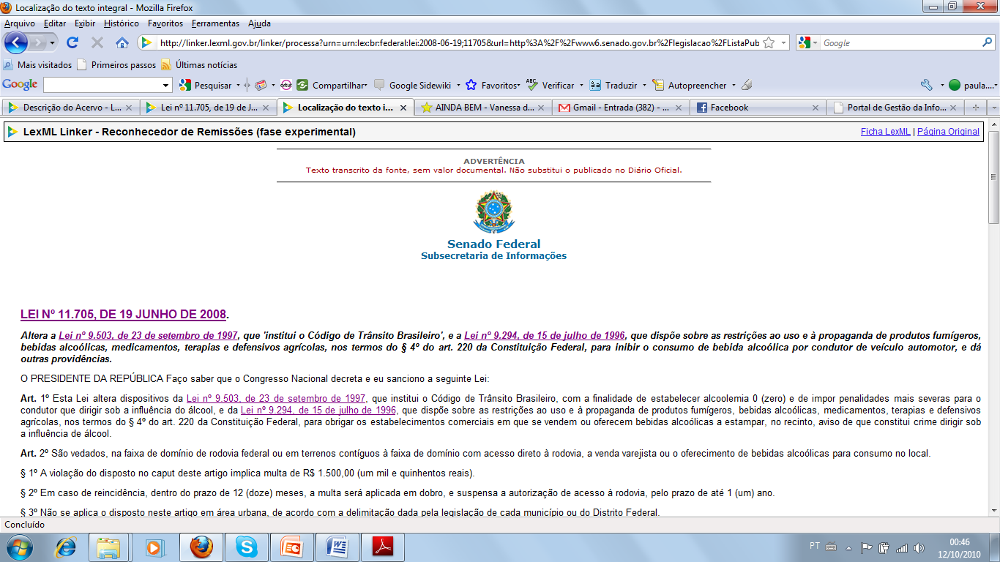 Localização do texto integral - Mozilla Firefox
Arquivo Editar Exibir Histórico Favoritos Ferramentas Ajuda
http://linker.lexml.gov.br/linker/processa?urn=urn:lex:br:federal:lei:2008-06-19;11705&url=http%3A%2F%2Fwww6.senado.gov.br%2Flegislacao%2FListaPub
Google
Mais visitados Primeiros passos Últimas notícias
Google Pesquisar Compartilhar Google Sidewiki Favoritos ABC Verificar âä Traduzir Autopreencher paula....
Descrição do Acervo - L... Lei nº 11.705, de 19 de J... Localização do texto i... AINDA BEM - Vanessa d... Gmail - Entrada (382) - ... Facebook Portal de Gestão da Info...
LexML Linker - Reconhecedor de Remissões (fase experimental) Ficha LexML | Página Original
ADVERTÊNCIA
Texto transcrito da fonte, sem valor documental. Não substitui o publicado no Diário Oficial.
Senado Federal
Subsecretaria de Informações
LEI Nº 11.705, DE 19 JUNHO DE 2008.
Altera a Lei nº 9.503, de 23 de setembro de 1997, que 'institui o Código de Trânsito Brasileiro', e a Lei nº 9.294, de 15 de julho de 1996, que dispõe sobre as restrições ao uso e à propaganda de produtos fumígeros,
bebidas alcoólicas, medicamentos, terapias e defensivos agrícolas, nos termos do § 4º do art. 220 da Constituição Federal, para inibir o consumo de bebida alcoólica por condutor de veículo automotor, e dá
outras providências.
O PRESIDENTE DA REPÚBLICA Faço saber que o Congresso Nacional decreta e eu sanciono a seguinte Lei:
Art. 1º Esta Lei altera dispositivos da Lei nº 9.503, de 23 de setembro de 1997, que institui o Código de Trânsito Brasileiro, com a finalidade de estabelecer alcoolemia 0 (zero) e de impor penalidades mais severas para o
condutor que dirigir sob a influência do álcool, e da Lei nº 9.294, de 15 de julho de 1996, que dispõe sobre as restrições ao uso e à propaganda de produtos fumígeros, bebidas alcoólicas, medicamentos, terapias e defensivos
agrícolas, nos termos do § 4º do art. 220 da Constituição Federal, para obrigar os estabelecimentos comerciais em que se vendem ou oferecem bebidas alcoólicas a estampar, no recinto, aviso de que constitui crime dirigir sob
a influência de álcool.
Art. 2º São vedados, na faixa de domínio de rodovia federal ou em terrenos contíguos à faixa de domínio com acesso direto à rodovia, a venda varejista ou o oferecimento de bebidas alcoólicas para consumo no local.
§ 1º A violação do disposto no caput deste artigo implica multa de R$ 1.500,00 (um mil e quinhentos reais).
§ 2º Em caso de reincidência, dentro do prazo de 12 (doze) meses, a multa será aplicada em dobro, e suspensa a autorização de acesso à rodovia, pelo prazo de até 1 (um) ano.
§ 3º Não se aplica o disposto neste artigo em área urbana, de acordo com a delimitação dada pela legislação de cada município ou do Distrito Federal.
Concluído
PT 00:46
12/10/2010